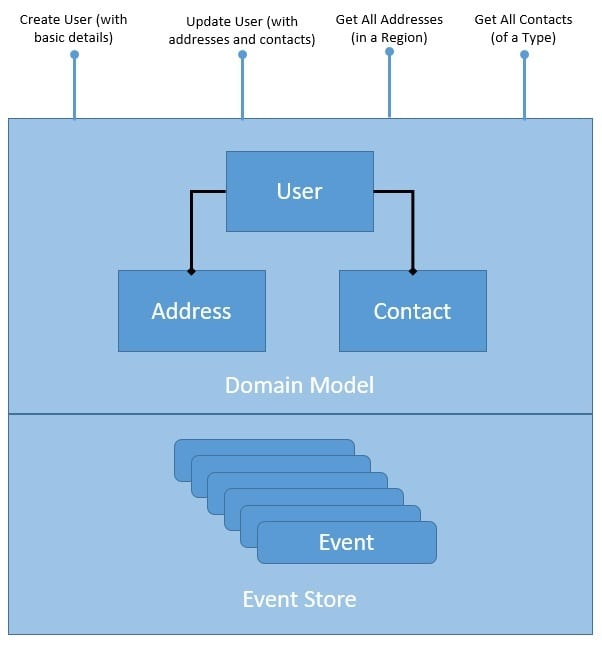 Create User (with
basic details)
Update User (with
addresses and contacts)
Get All Addresses
(in a Region)
Get All Contacts
(of a Type)
User
Address
Contact
Domain Model
Event
Event Store